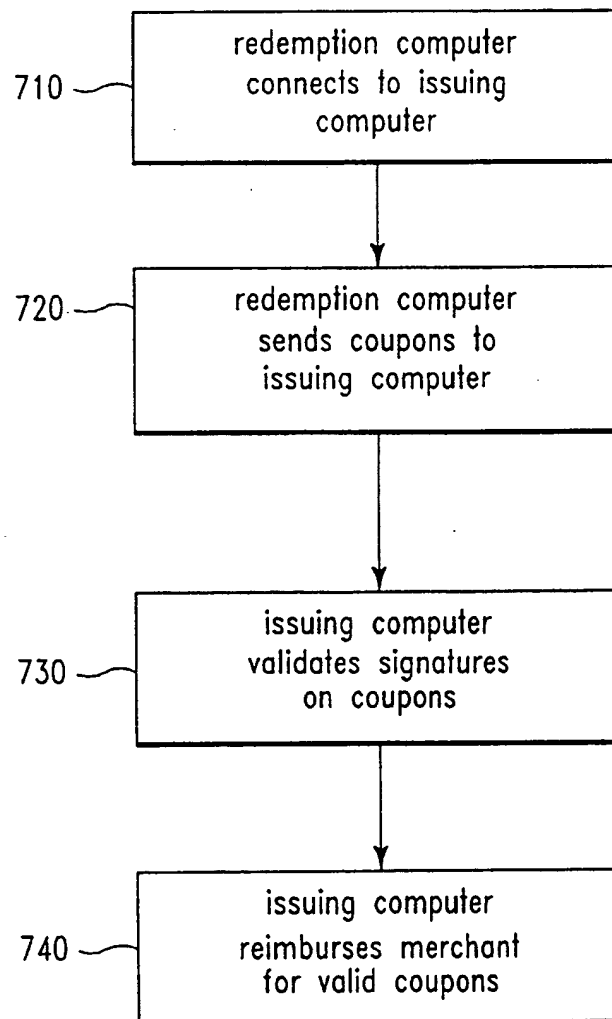 710
redemption computer
connects to issuing
computer
720
redemption computer
sends coupons to
issuing computer
730
issuing computer
validates signatures
on coupons
740
issuing computer
reimburses merchant
for valid coupons